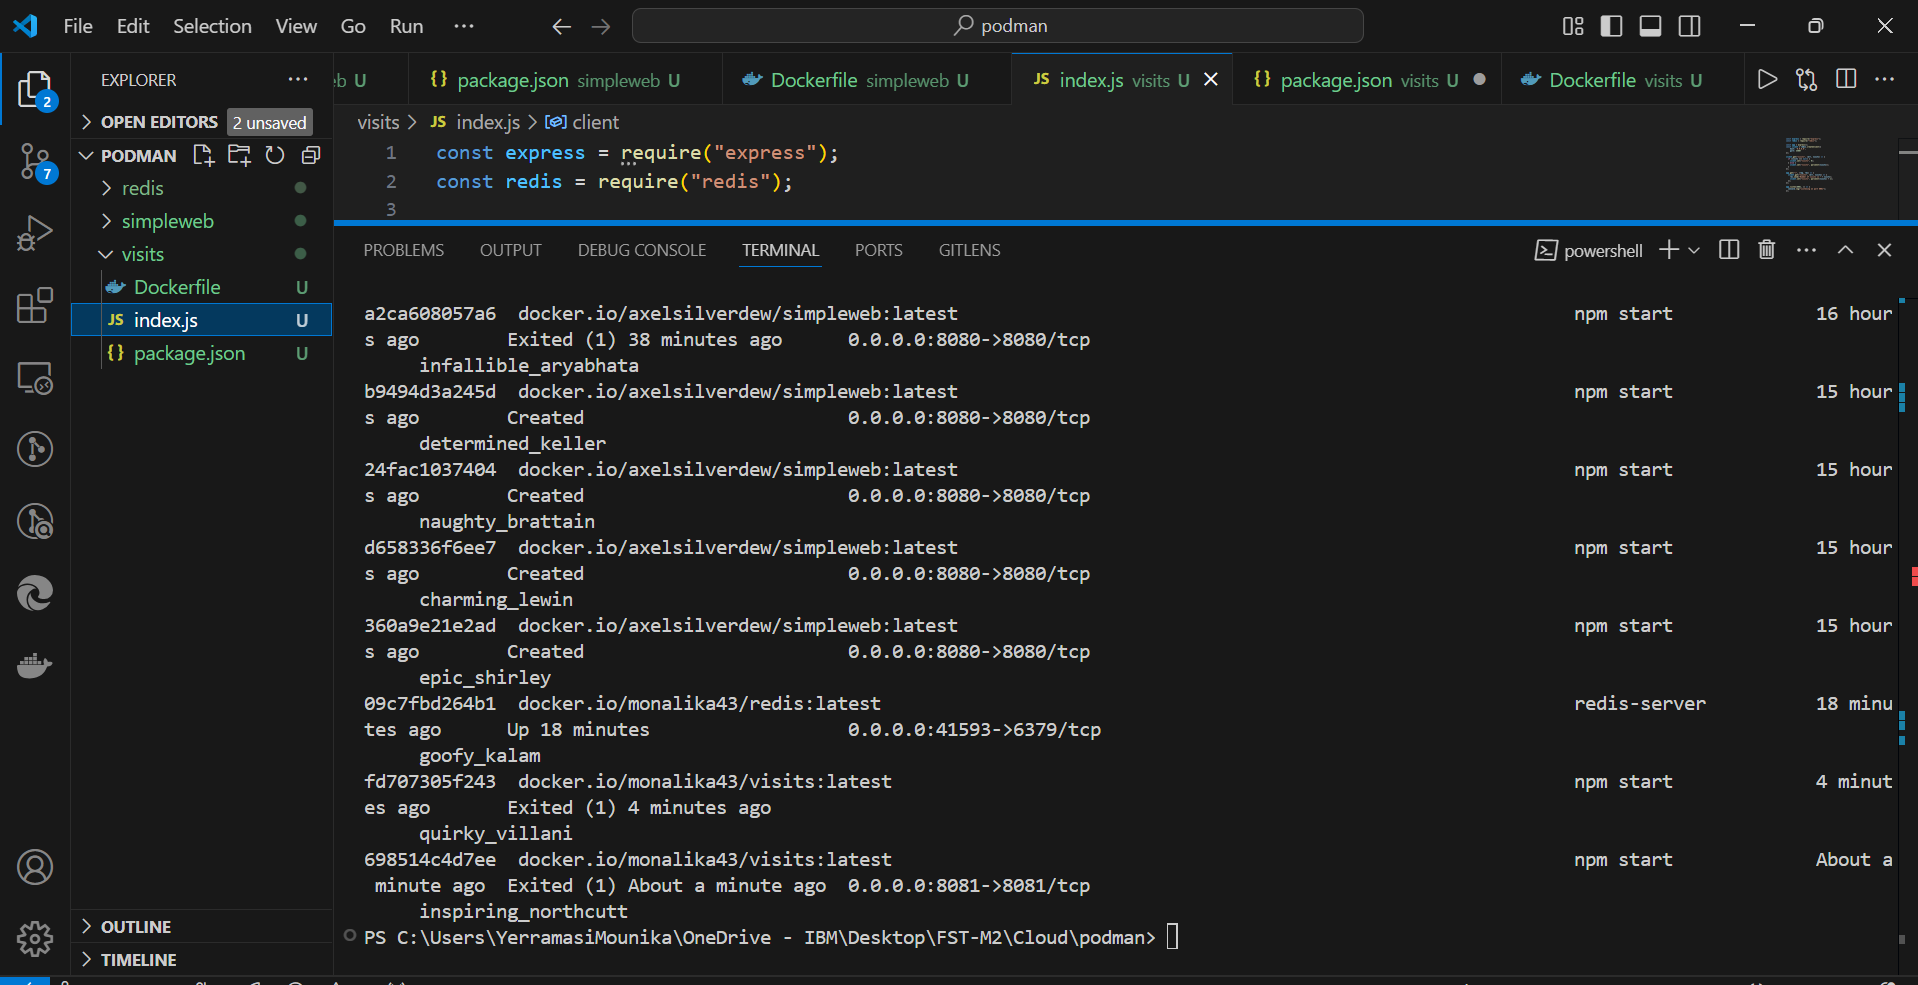 File Edit Selection View Go Run ···
podman
EXPLORER ···
eb U
{} package.json simpleweb U
Dockerfile simpleweb U
JS index.js visits U
{} package.json visits U
Dockerfile visits U
OPEN EDITORS 2 unsaved
PODMAN
redis
simpleweb
visits
Dockerfile U
JS index.js U
{} package.json U
OUTLINE
TIMELINE
2
7
visits > JS index.js > client
1 const express = require("express");
2 const redis = require("redis");
3
PROBLEMS OUTPUT DEBUG CONSOLE TERMINAL PORTS GITLENS
powershell
a2ca608057a6 docker.io/axelsilverdew/simpleweb:latest npm start 16 hour
s ago Exited (1) 38 minutes ago 0.0.0.0:8080->8080/tcp
infallible_aryabhata
b9494d3a245d docker.io/axelsilverdew/simpleweb:latest npm start 15 hour
s ago Created 0.0.0.0:8080->8080/tcp
determined_keller
24fac1037404 docker.io/axelsilverdew/simpleweb:latest npm start 15 hour
s ago Created 0.0.0.0:8080->8080/tcp
naughty_brattain
d658336f6ee7 docker.io/axelsilverdew/simpleweb:latest npm start 15 hour
s ago Created 0.0.0.0:8080->8080/tcp
charming_lewin
360a9e21e2ad docker.io/axelsilverdew/simpleweb:latest npm start 15 hour
s ago Created 0.0.0.0:8080->8080/tcp
epic_shirley
09c7fbd264b1 docker.io/monalika43/redis:latest redis-server 18 minu
tes ago Up 18 minutes 0.0.0.0:41593->6379/tcp
goofy_kalam
fd707305f243 docker.io/monalika43/visits:latest npm start 4 minut
es ago Exited (1) 4 minutes ago
quirky_villani
698514c4d7ee docker.io/monalika43/visits:latest npm start About a
minute ago Exited (1) About a minute ago 0.0.0.0:8081->8081/tcp
inspiring_northcutt
PS C:\Users\YerramasiMounika\OneDrive - IBM\Desktop\FST-M2\Cloud\podman>